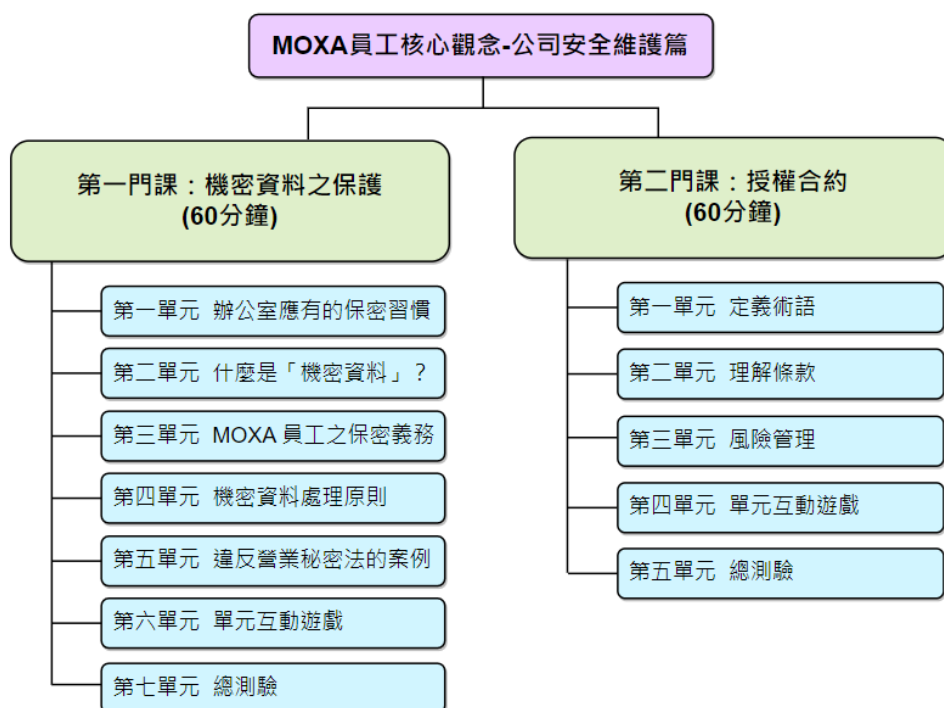 MOXA員工核心觀念-公司安全維護篇
第一門課：機密資料之保護
(60分鐘)
第一單元 辦公室應有的保密習慣
第二單元 什麼是「機密資料」？
第三單元 MOXA 員工之保密義務
第四單元 機密資料處理原則
第五單元 違反營業秘密法的案例
第六單元 單元互動遊戲
第七單元 總測驗
第二門課：授權合約
(60分鐘)
第一單元 定義術語
第二單元 理解條款
第三單元 風險管理
第四單元 單元互動遊戲
第五單元 總測驗